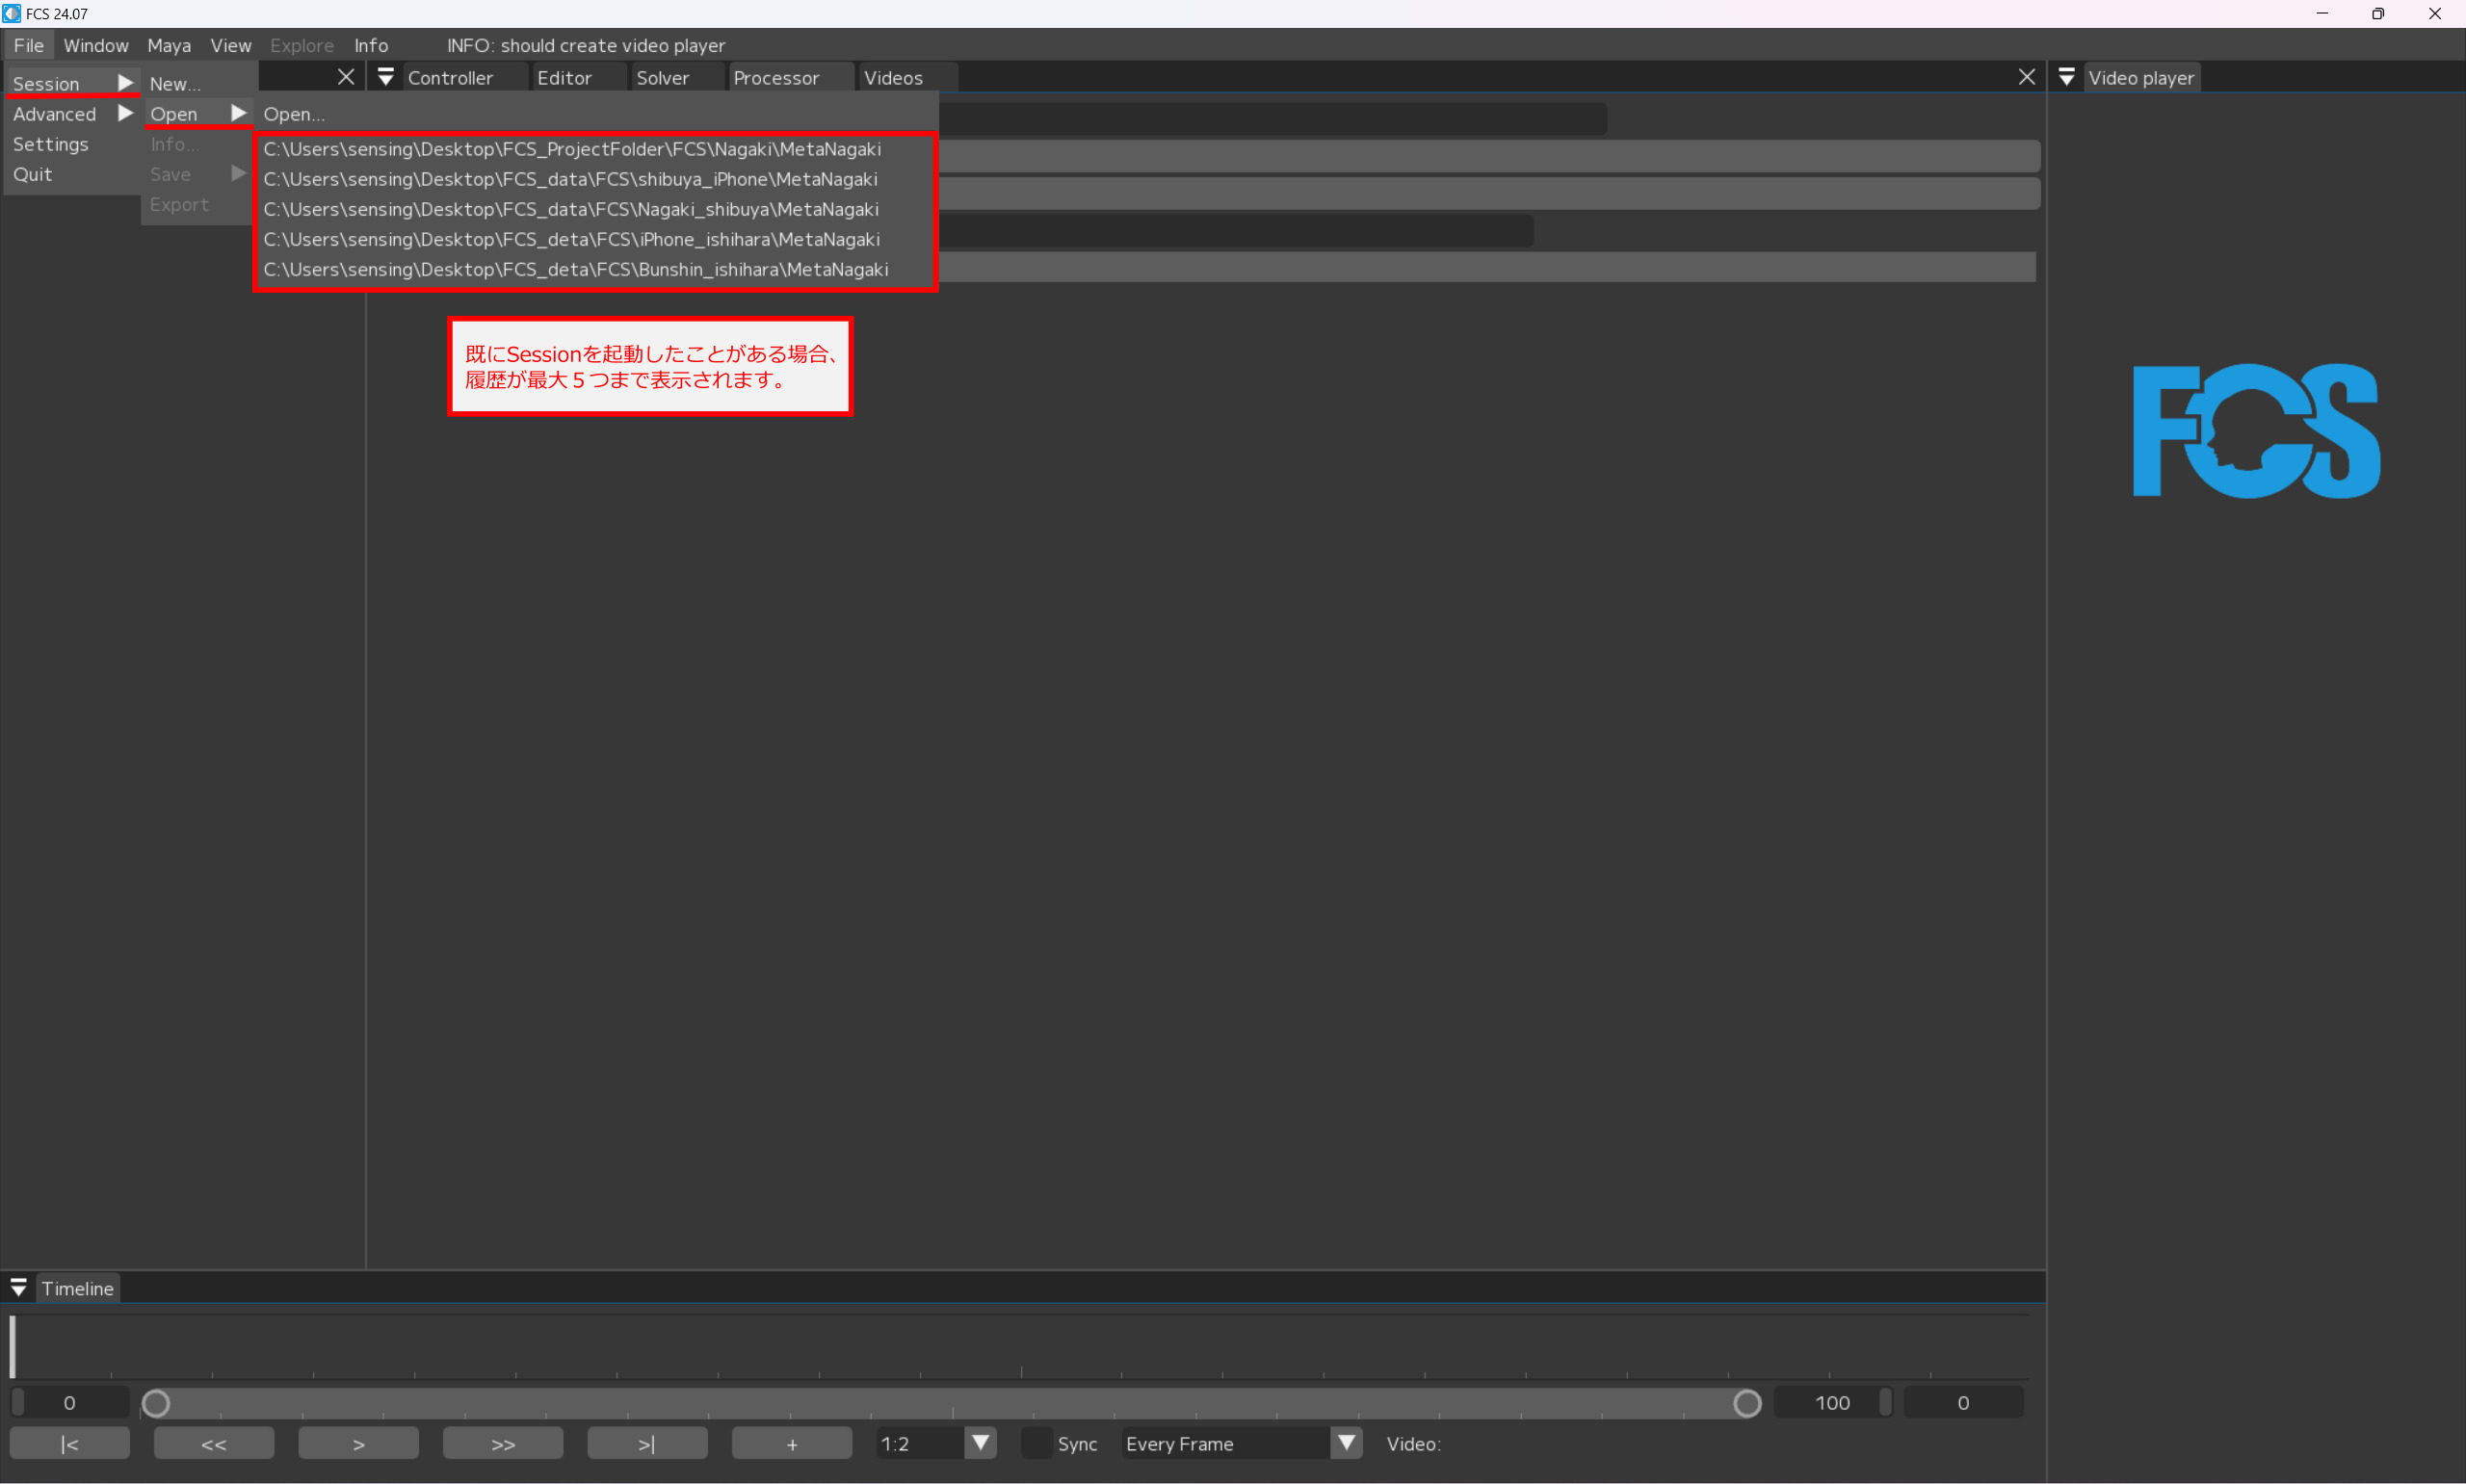 FCS 24.07
File Window Maya View Explore Info INFO: should create video player
Session New...
Controller Editor Solver Processor Videos
Video player
Advanced Open Open...
Settings Info...
Quit Save
Export
C:\Users\sensing\Desktop\FCS_ProjectFolder\FCS\Nagaki\MetaNagaki
C:\Users\sensing\Desktop\FCS_data\FCS\shibuya_iPhone\MetaNagaki
C:\Users\sensing\Desktop\FCS_data\FCS\Nagaki_shibuya\MetaNagaki
C:\Users\sensing\Desktop\FCS_deta\FCS\iPhone_ishihara\MetaNagaki
C:\Users\sensing\Desktop\FCS_deta\FCS\Bunshin_ishihara\MetaNagaki
既にSessionを起動したことがある場合、
履歴が最大５つまで表示されます。
FCS
Timeline
0 100 0
|< << > >> >| + 1:2 Sync Every Frame Video: